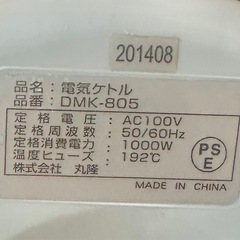 201408
品名：電気ケトル
品番：DMK-805
定格電圧：AC100V
定格周波数：50/60Hz
定格消費電力：1000W
温度ヒューズ：192℃
株式会社 丸隆
PS
E
MADE IN CHINA